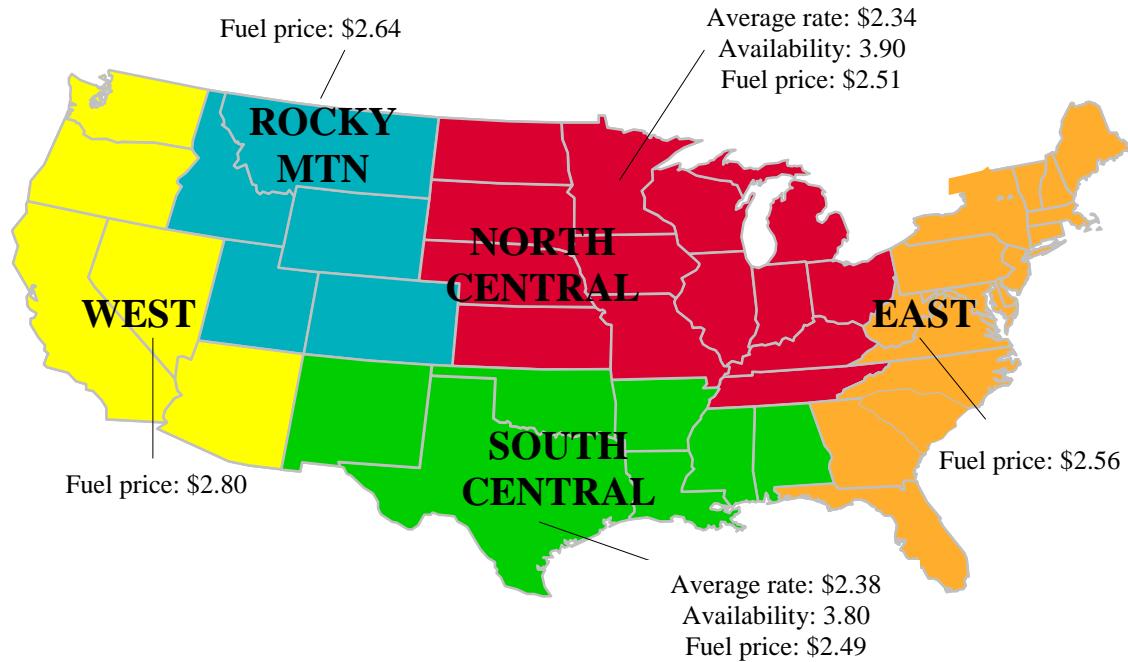 Average rate: $2.34
Availability: 3.90
Fuel price: $2.51
Fuel price: $2.64
ROCKY
MTN
NORTH
CENTRAL
WEST
EAST
SOUTH
CENTRAL
Fuel price: $2.80
Fuel price: $2.56
Average rate: $2.38
Availability: 3.80
Fuel price: $2.49